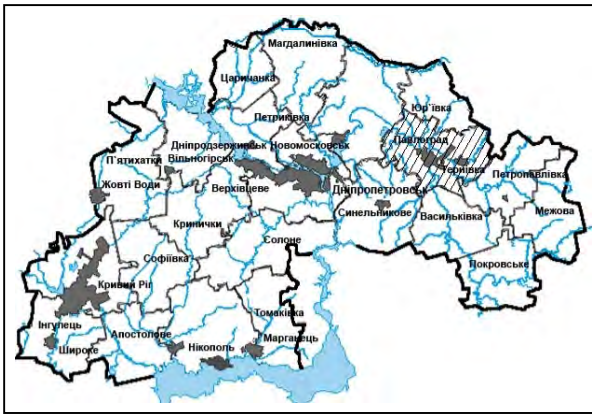 Магдалинівка
Царичанка
Петриківка
Юр`ївка
Павлоград
Дніпродзержинськ Новомосковськ
П`ятихатки
Вільногірськ
Тернівка
Петропавлівка
Жовті Води
Верхівцеве
Дніпропетровськ
Синельникове
Васильківка
Межова
Кринички
Солоне
Софіївка
Покровське
Кривий Ріг
Томаківка
Інгулець
Апостолове
Широке
Нікополь
Марганець